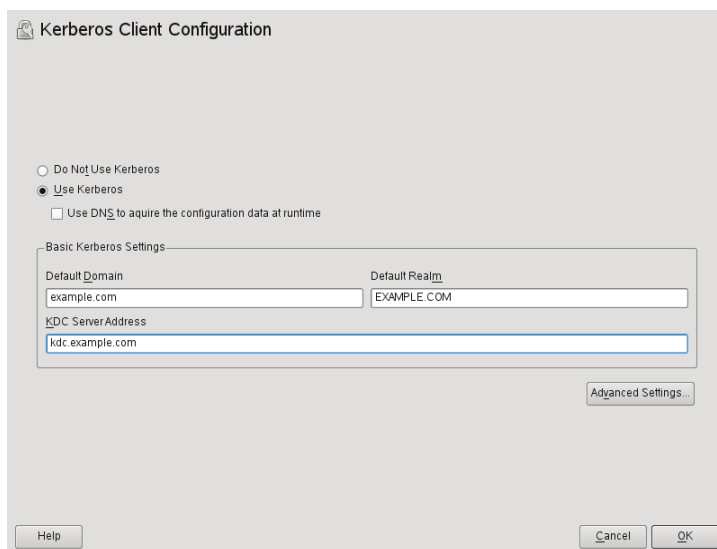 Kerberos Client Configuration
Do Not Use Kerberos
Use Kerberos
Use DNS to aquire the configuration data at runtime
Basic Kerberos Settings
Default Domain
Default Realm
example.com
EXAMPLE.COM
KDC Server Address
kdc.example.com
Advanced Settings...
Help
Cancel
OK